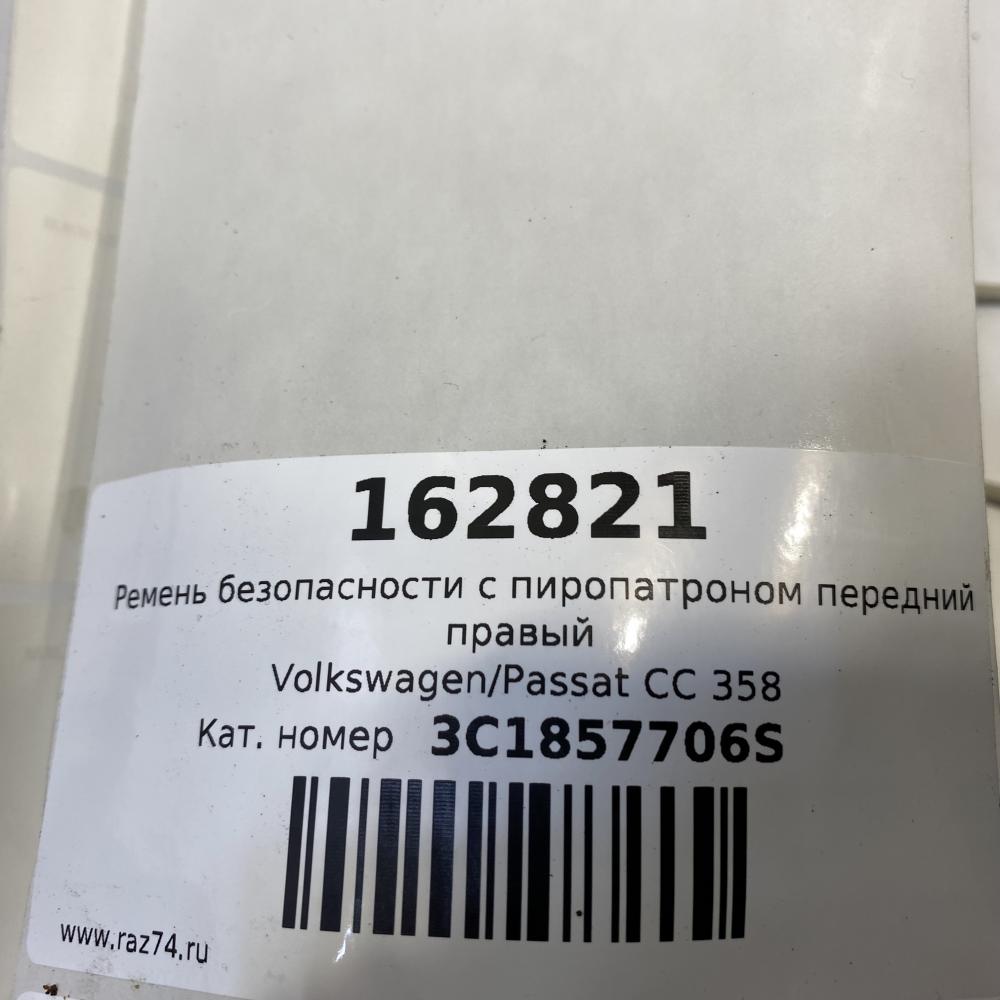 162821
Ремень безопасности с пиропатроном передний
правый
Volkswagen/Passat CC 358
Кат. номер 3C1857706S
www.raz74.ru